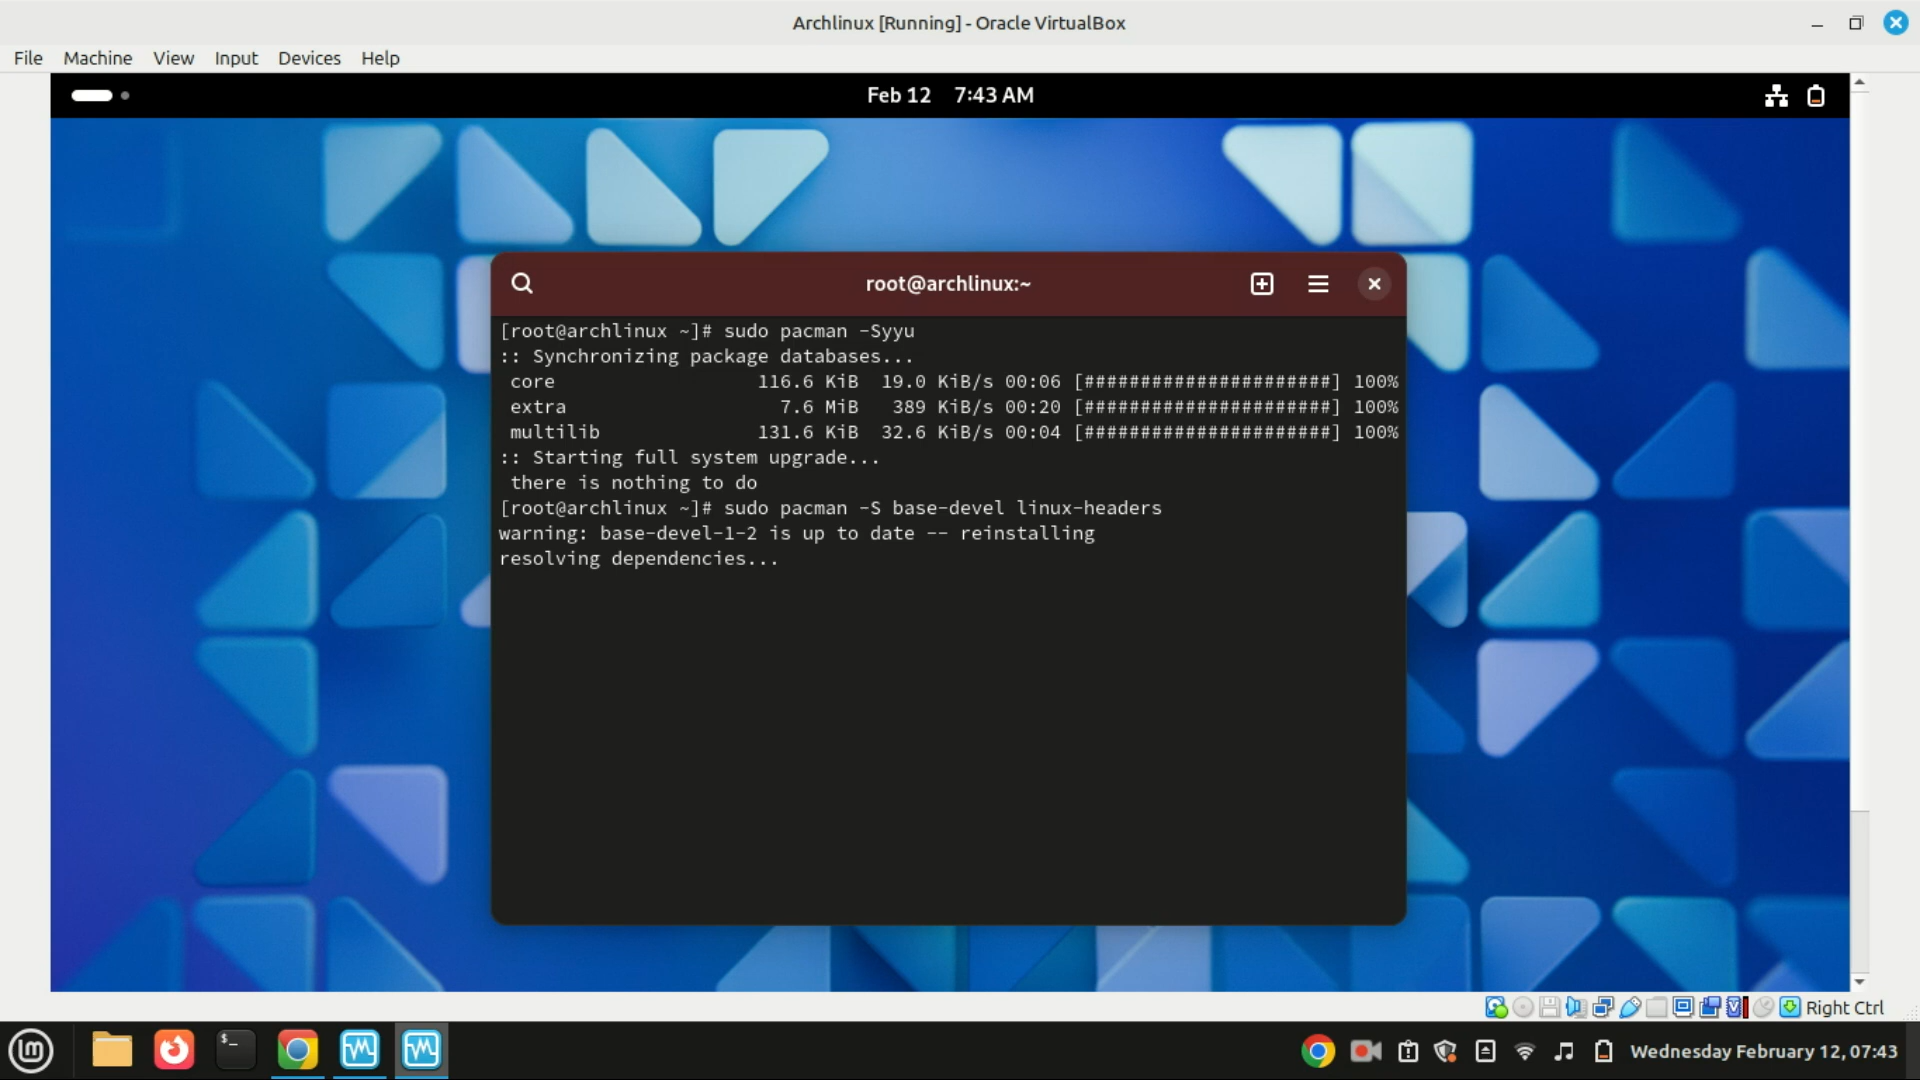 Archlinux [Running] - Oracle VirtualBox
File Machine View Input Devices Help
Feb 12 7:43 AM
root@archlinux:~
[root@archlinux ~]# sudo pacman -Syyu
:: Synchronizing package databases...
core 116.6 KiB 19.0 KiB/s 00:06 [######################] 100%
extra 7.6 MiB 389 KiB/s 00:20 [######################] 100%
multilib 131.6 KiB 32.6 KiB/s 00:04 [######################] 100%
:: Starting full system upgrade...
there is nothing to do
[root@archlinux ~]# sudo pacman -S base-devel linux-headers
warning: base-devel-1-2 is up to date -- reinstalling
resolving dependencies...
Right Ctrl
Wednesday February 12, 07:43